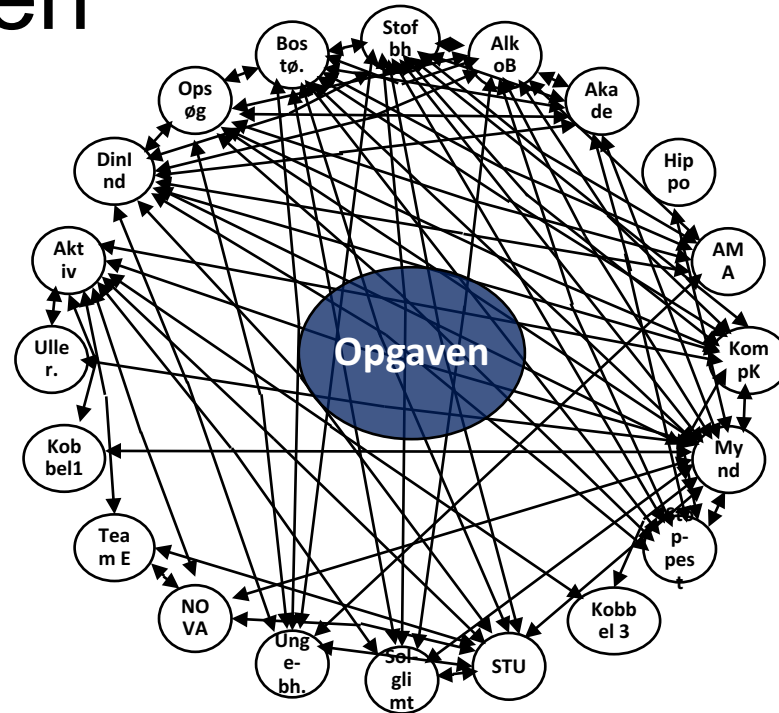 en
Stof
bh
Bos
tø.
Alk
oB
Ops
øg
Aka
de
DinI
nd
Hip
po
Akt
iv
AM
A
Opgaven
Ulle
r.
Kom
pK
Kob
bel1
My
nd
Tea
m E
p-
pes
t
NO
VA
Kobb
el 3
Ung
e-
bh.
Sol-
gli
mt
STU